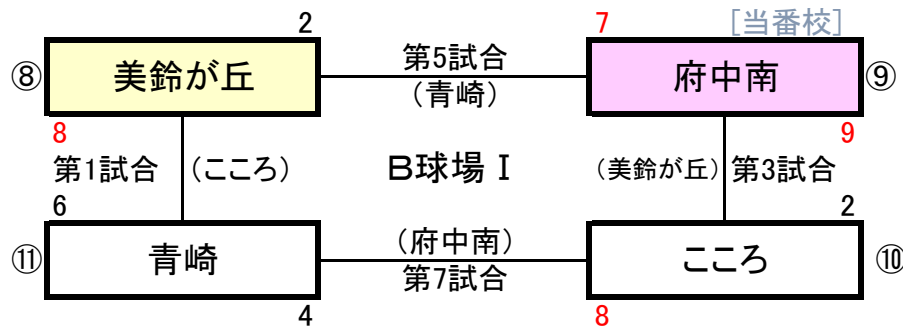 2
7
[当番校]
⑧
美鈴が丘
第5試合
(青崎)
府中南
⑨
8
9
第1試合
(こころ)
B球場 I
(美鈴が丘)
第3試合
6
2
⑪
青崎
(府中南)
第7試合
こころ
⑩
4
8